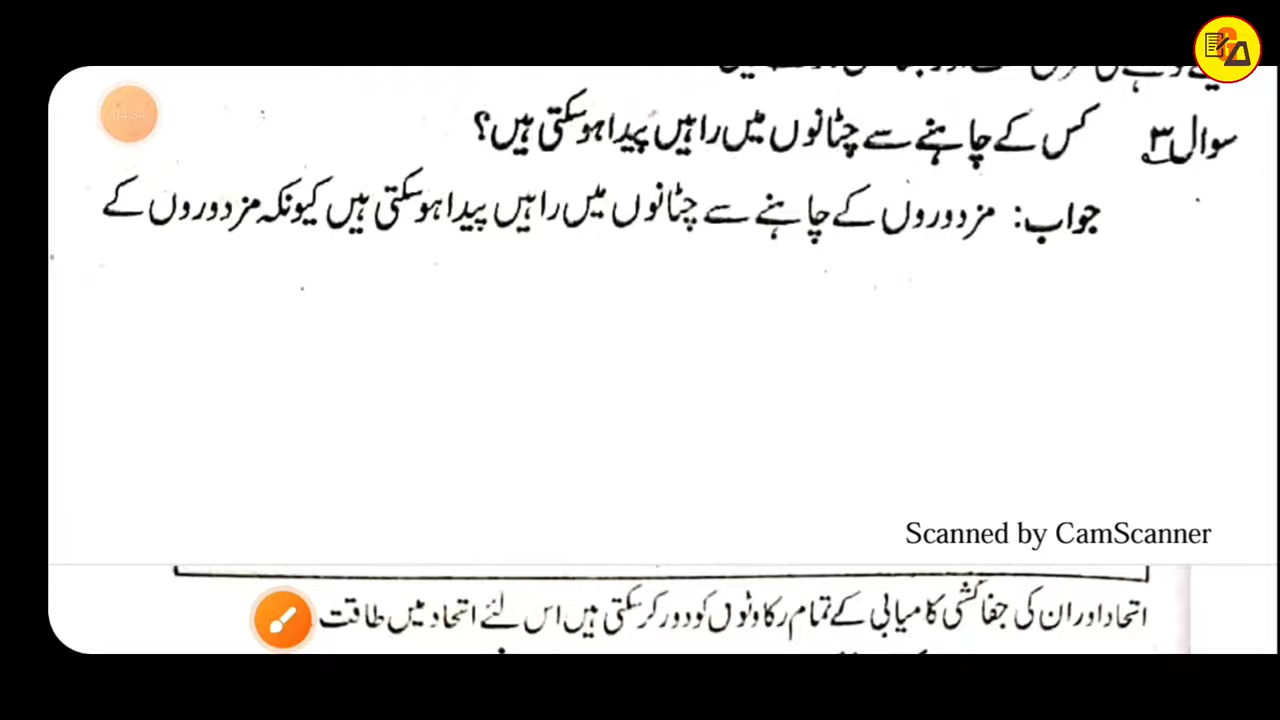 سوال ۳ کس کے چاہنے سے چٹانوں میں راہیں پیدا ہو سکتی ہیں؟
جواب: مزدوروں کے چاہنے سے چٹانوں میں راہیں پیدا ہو سکتی ہیں کیونکہ مزدوروں کے
Scanned by CamScanner
اتحاد اور ان کی جفاکشی کامیابی کے تمام رکاوٹوں کو دور کر سکتی ہیں اس لئے اتحاد میں طاقت